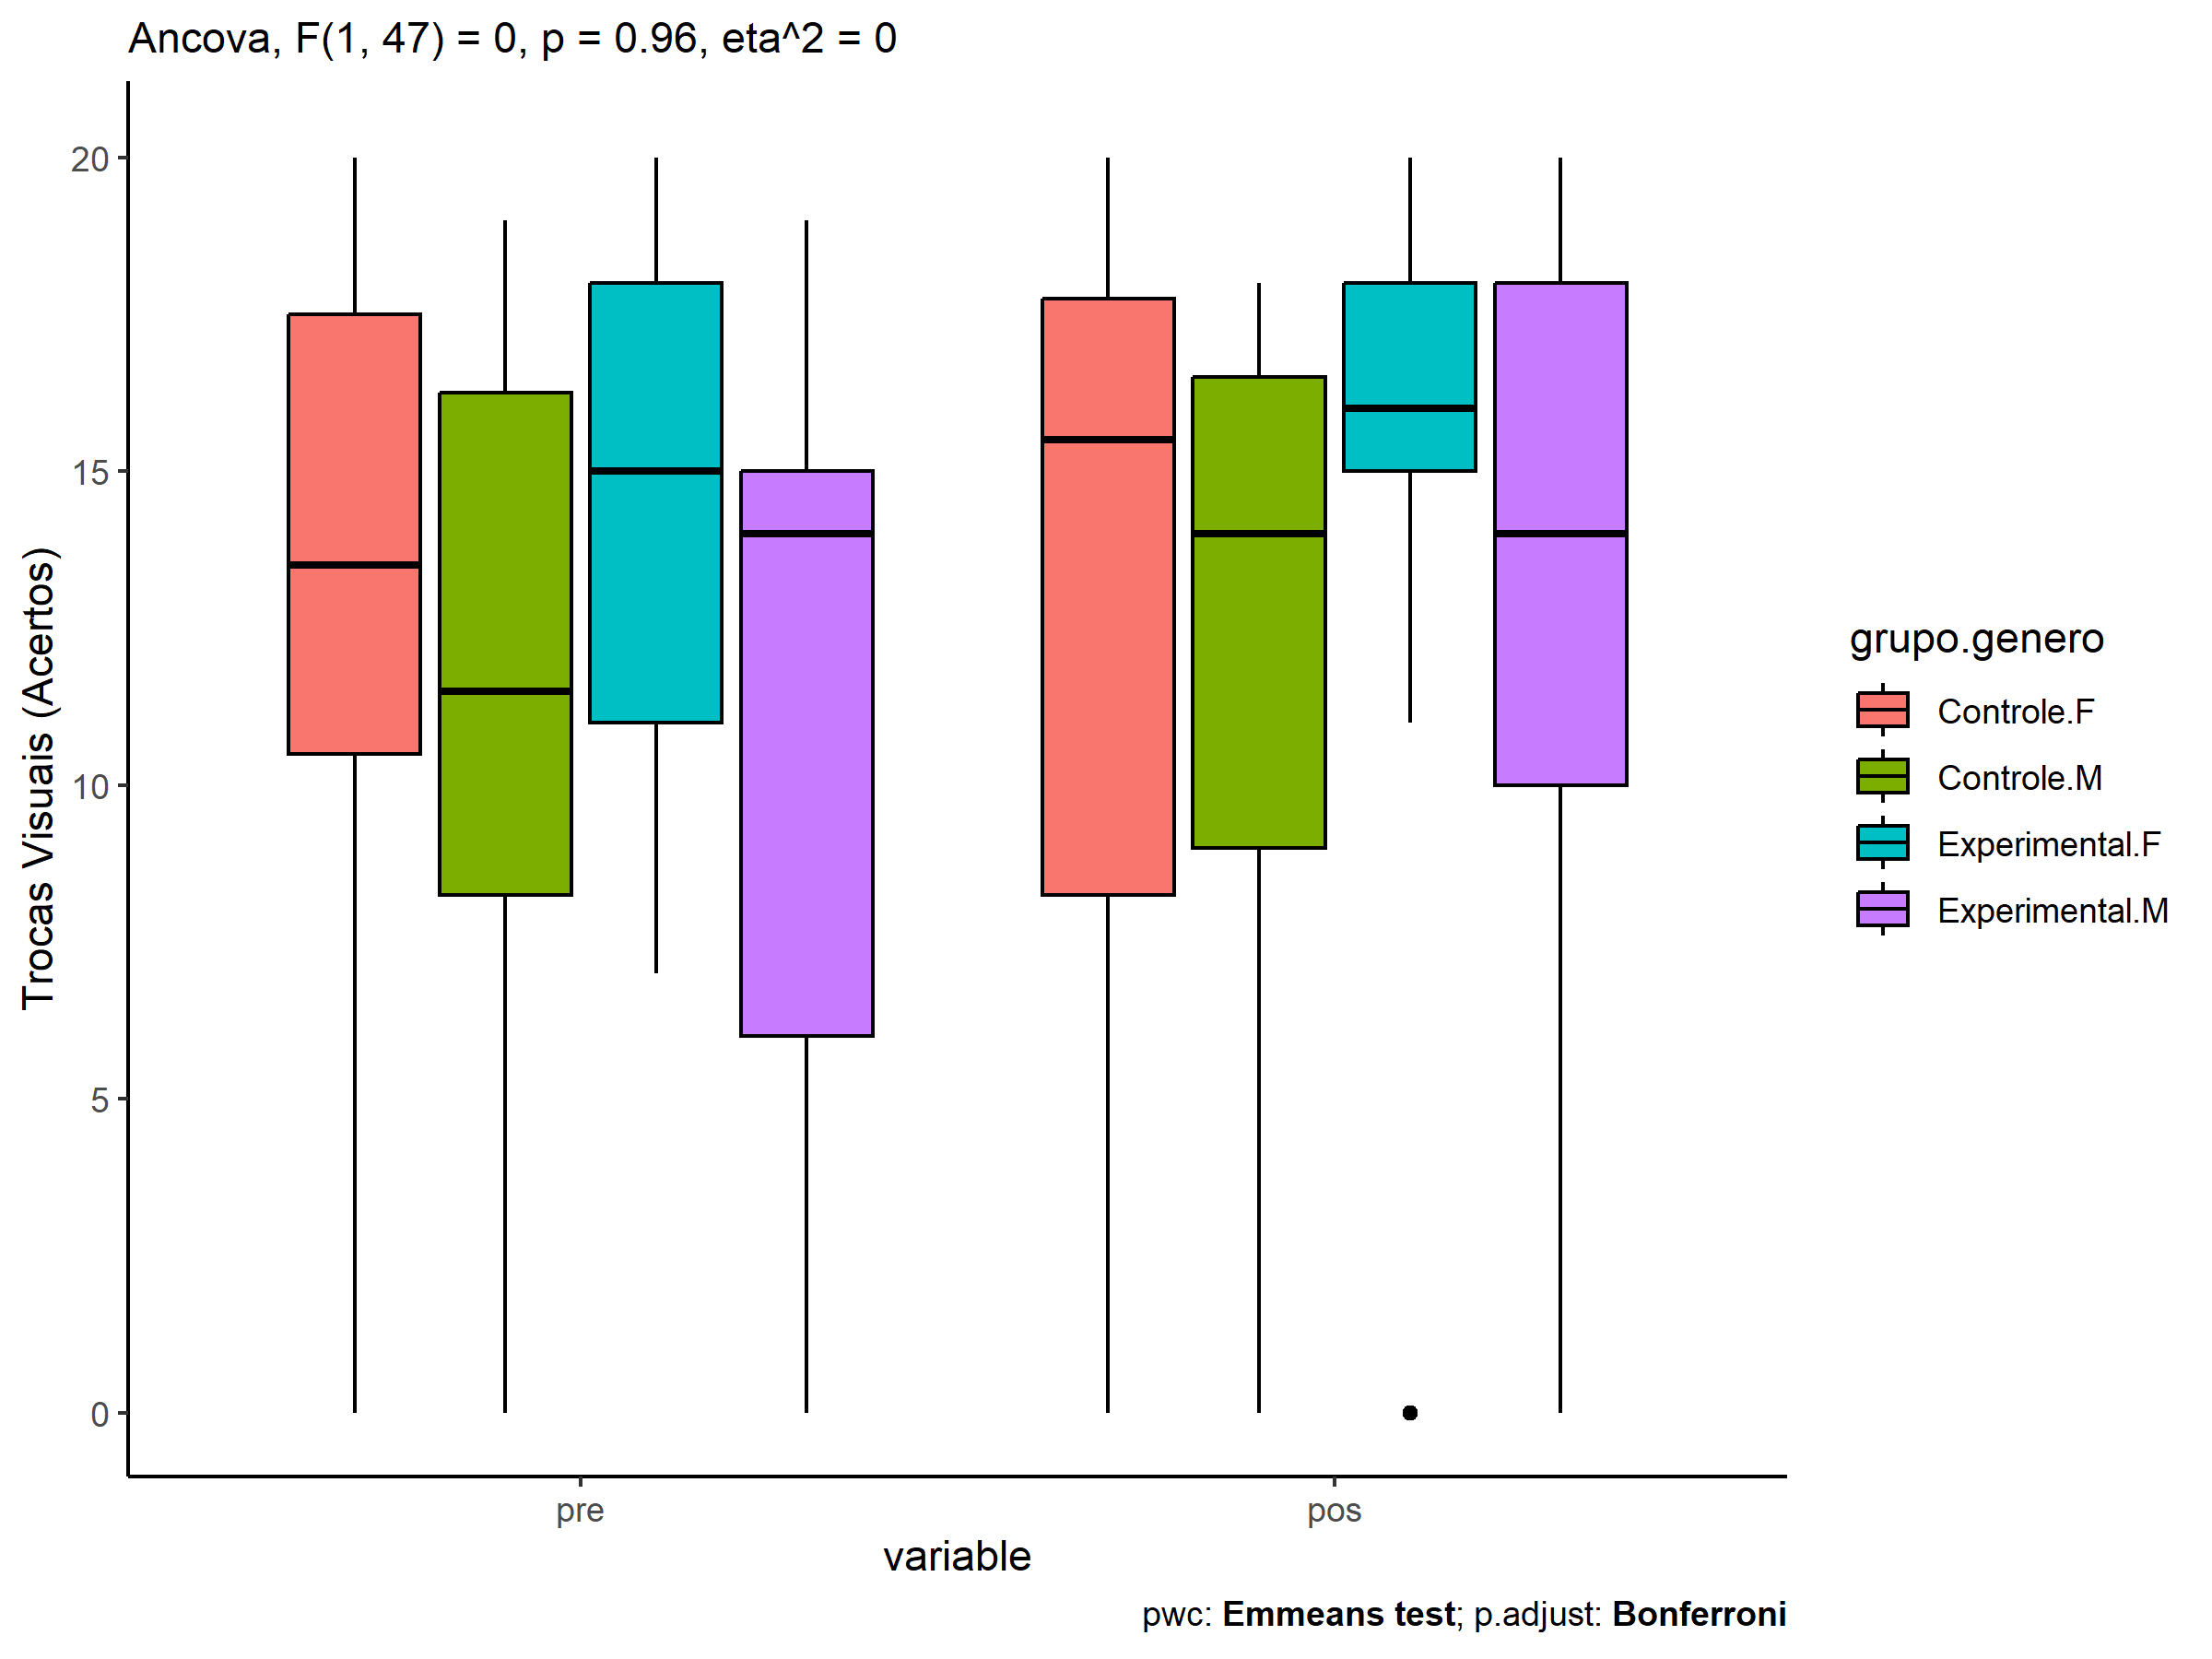 Ancova, F(1, 47) = 0, p = 0.96, eta^2 = 0
Trocas Visuais (Acertos)
20
15
10
5
0
pre
pos
variable
grupo.genero
Controle.F
Controle.M
Experimental.F
Experimental.M
pwc: Emmeans test; p.adjust: Bonferroni